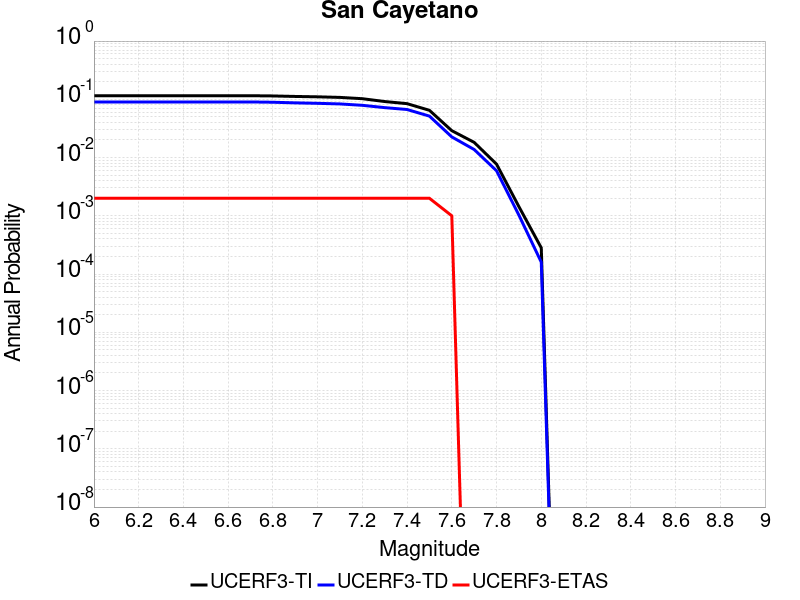 San Cayetano
10^0
10^-1
10^-2
10^-3
10^-4
10^-5
10^-6
10^-7
10^-8
Annual Probability
6 6.2 6.4 6.6 6.8 7 7.2 7.4 7.6 7.8 8 8.2 8.4 8.6 8.8 9
Magnitude
UCERF3-TI UCERF3-TD UCERF3-ETAS